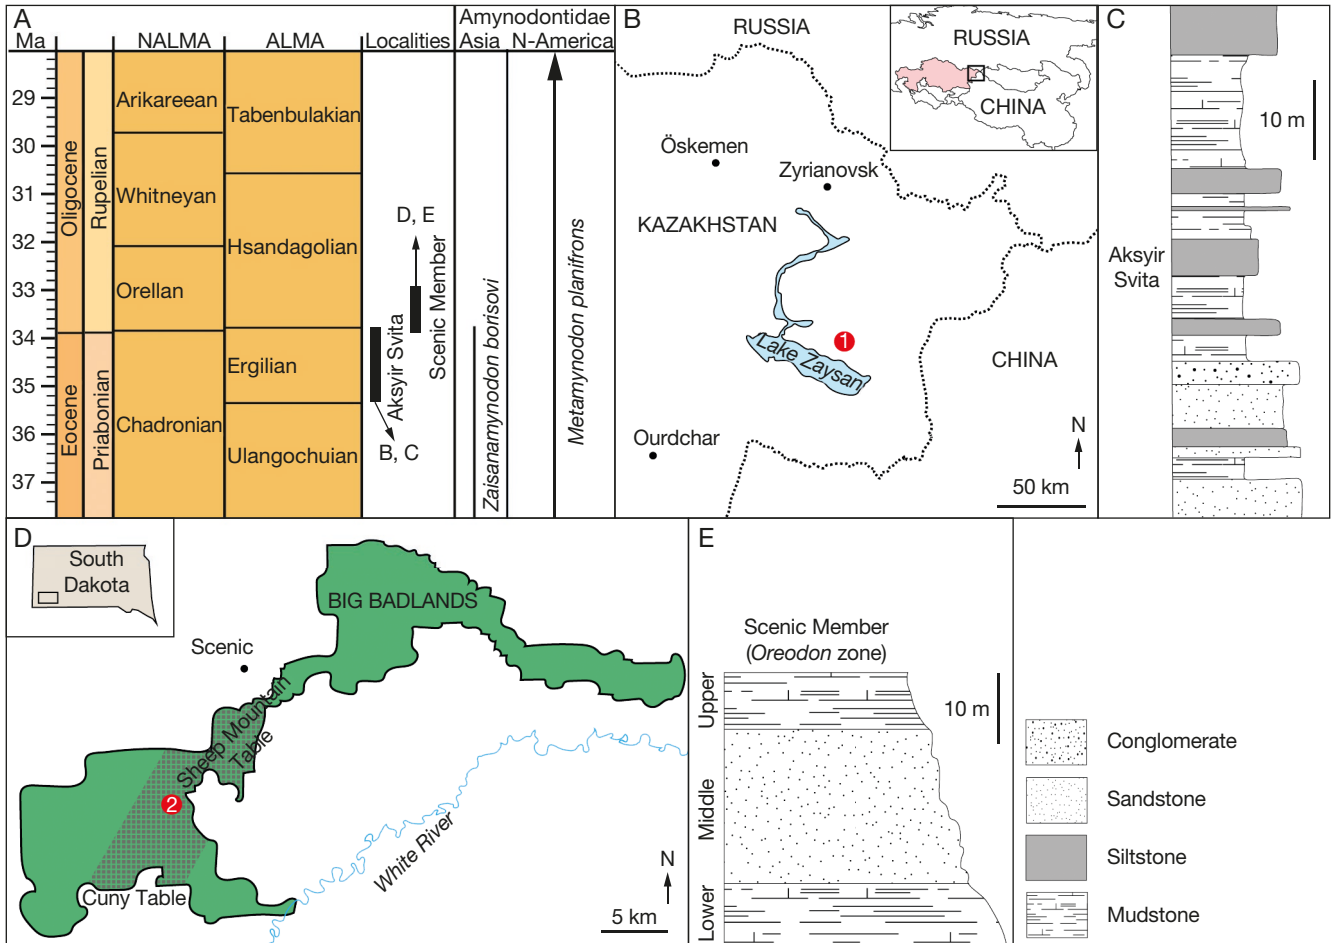 A
Amynodontidae
Ma
NALMA
ALMA
Localities
Asia
N-America
29
30
31
32
33
34
35
36
37
Oligocene
Eocene
Rupelian
Priabonian
Arikareean
Whitneyan
Orellan
Chadronian
Tabenbulakian
Hsandagolian
Ergilian
Ulangochuian
D, E
Scenic Member
Aksyir Svita
B, C
Zaisanamynodon borisovi
Metamynodon planifrons
B
RUSSIA
RUSSIA
CHINA
Öskemen
Zyrianovsk
KAZAKHSTAN
1
Lake Zaysan
CHINA
Ourdchar
N
50 km
C
10 m
Aksyir
Svita
D
South
Dakota
BIG BADLANDS
Scenic
Sheep Mountain
Table
2
White River
Cuny Table
N
5 km
E
Scenic Member
(Oreodon zone)
Upper
Middle
Lower
10 m
Conglomerate
Sandstone
Siltstone
Mudstone